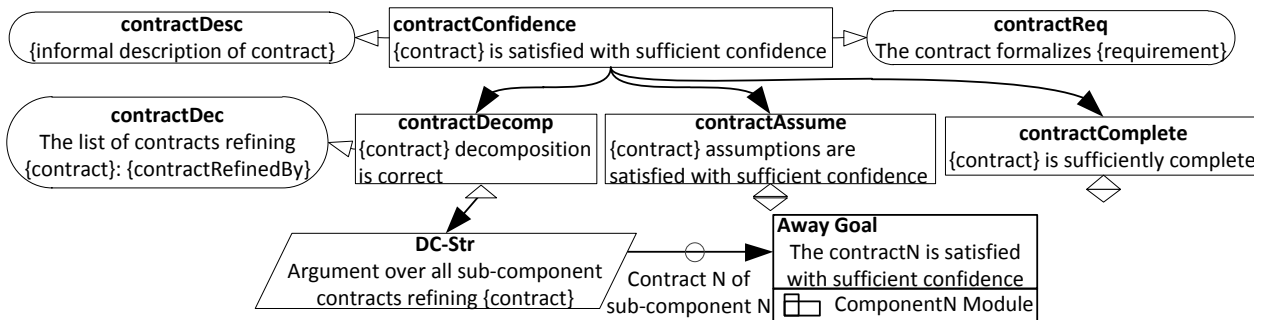 contractDesc
{informal description of contract}
contractConfidence
{contract} is satisfied with sufficient confidence
contractReq
The contract formalizes {requirement}
contractDec
The list of contracts refining
{contract}: {contractRefinedBy}
contractDecomp
{contract} decomposition
is correct
contractAssume
{contract} assumptions are
satisfied with sufficient confidence
contractComplete
{contract} is sufficiently complete
DC-Str
Argument over all sub-component
contracts refining {contract}
Contract N of
sub-component N
Away Goal
The contractN is satisfied
with sufficient confidence
ComponentN Module